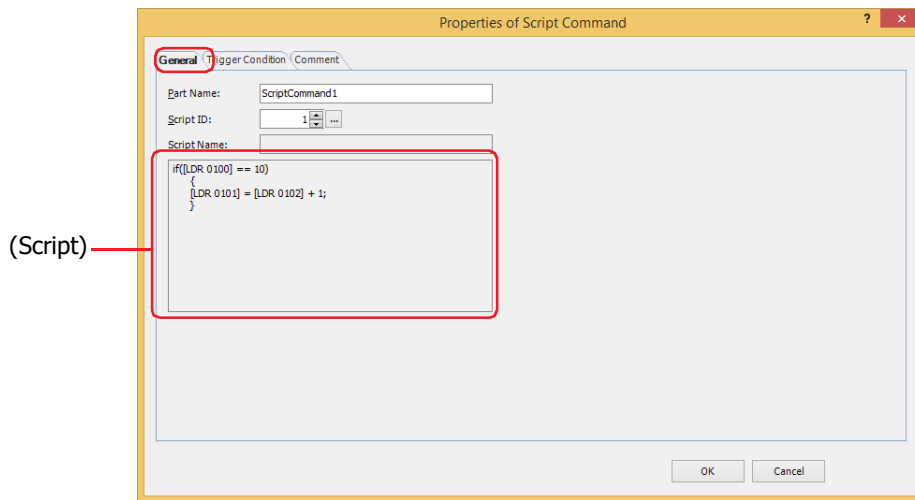 Properties of Script Command
?
×
General
Trigger Condition
Comment
Part Name:
ScriptCommand1
Script ID:
1
...
Script Name:
if([LDR 0100] == 10)
{
[LDR 0101] = [LDR 0102] + 1;
}
(Script)
OK
Cancel